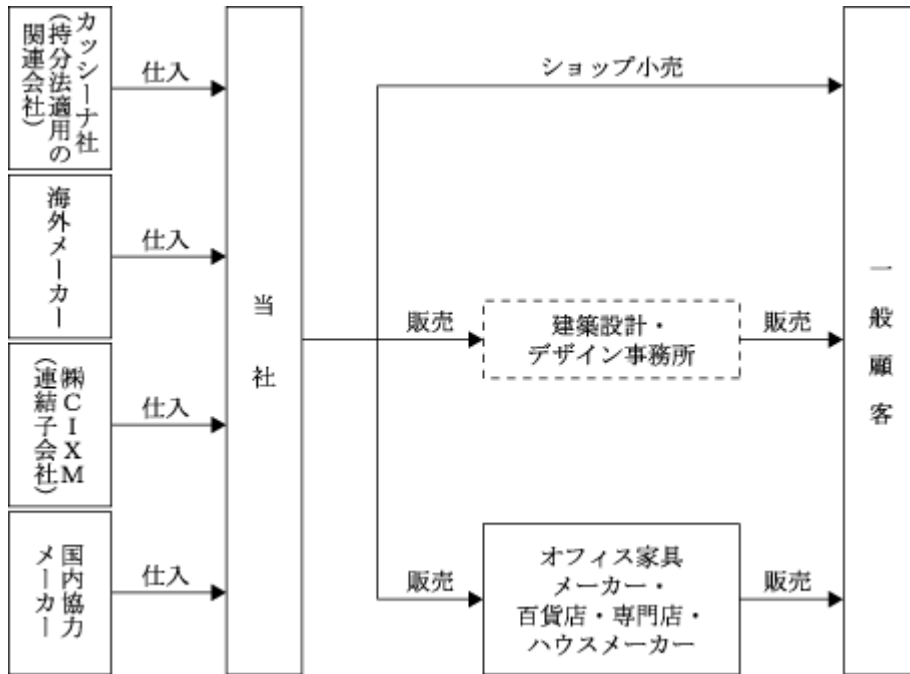 カッシーナ社
(持分法適用の
関連会社)
仕入
海外メーカー
仕入
㈱CIXM
(連結子会社)
仕入
国内協力
メーカー
仕入
当社
ショップ小売
販売
建築設計・
デザイン事務所
販売
販売
オフィス家具
メーカー・
百貨店・専門店・
ハウスメーカー
販売
一般顧客